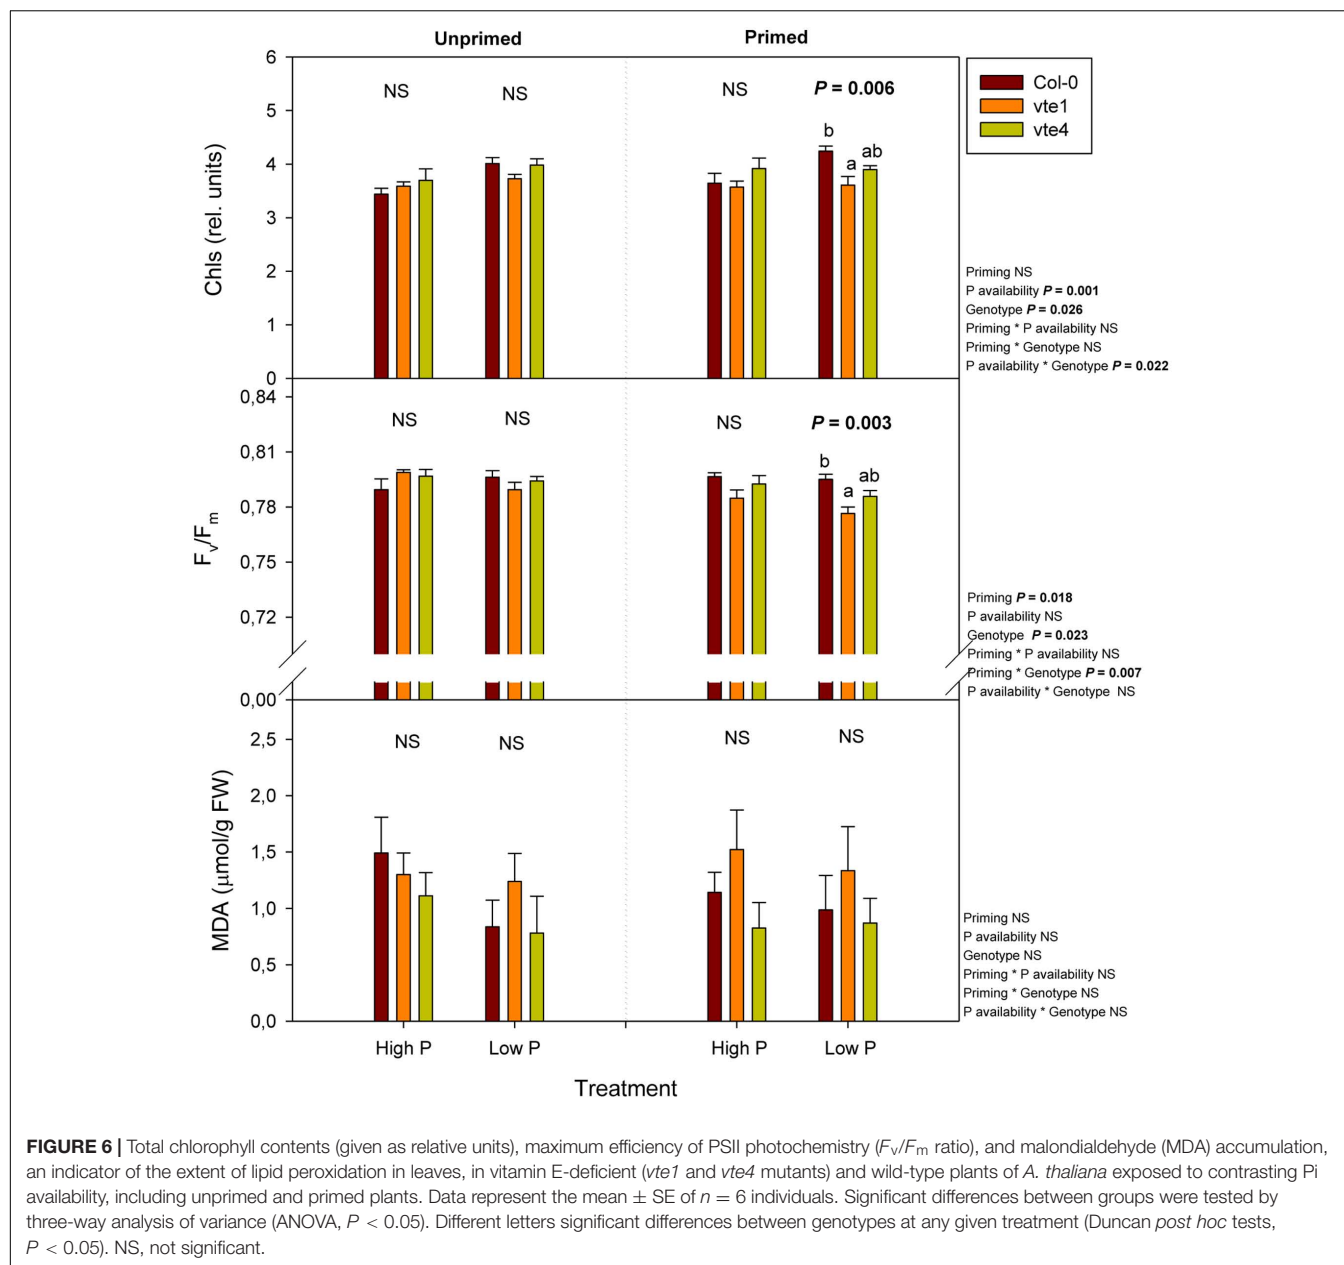 Unprimed Primed
6
5
4
3
2
1
0
Chls (rel. units)
NS NS NS P = 0.006
b a ab
Col-0
vte1
vte4
Priming NS
P availability P = 0.001
Genotype P = 0.026
Priming * P availability NS
Priming * Genotype NS
P availability * Genotype P = 0.022
0,84
0,81
0,78
0,75
0,72
0,00
Fv/Fm
NS NS NS P = 0.003
b a ab
Priming P = 0.018
P availability NS
Genotype P = 0.023
Priming * P availability NS
Priming * Genotype P = 0.007
P availability * Genotype NS
2,5
2,0
1,5
1,0
0,5
0,0
MDA (μmol/g FW)
NS NS NS NS
Priming NS
P availability NS
Genotype NS
Priming * P availability NS
Priming * Genotype NS
P availability * Genotype NS
High P Low P High P Low P
Treatment
FIGURE 6 | Total chlorophyll contents (given as relative units), maximum efficiency of PSII photochemistry (Fv/Fm ratio), and malondialdehyde (MDA) accumulation,
an indicator of the extent of lipid peroxidation in leaves, in vitamin E-deficient (vte1 and vte4 mutants) and wild-type plants of A. thaliana exposed to contrasting Pi
availability, including unprimed and primed plants. Data represent the mean ± SE of n = 6 individuals. Significant differences between groups were tested by
three-way analysis of variance (ANOVA, P < 0.05). Different letters significant differences between genotypes at any given treatment (Duncan post hoc tests,
P < 0.05). NS, not significant.